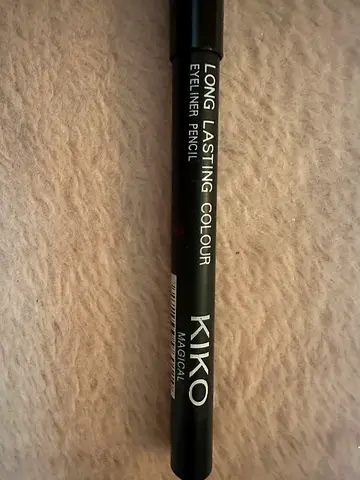 LONG LASTING COLOUR
EYELINER PENCIL
KIKO
MAGICAL